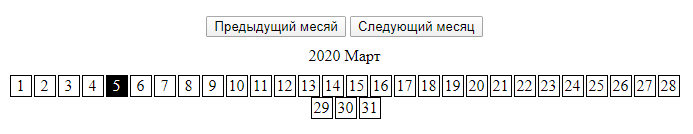 Предыдущий месяй Следующий месяц
2020 Март
1 2 3 4 5 6 7 8 9 10 11 12 13 14 15 16 17 18 19 20 21 22 23 24 25 26 27 28
29 30 31